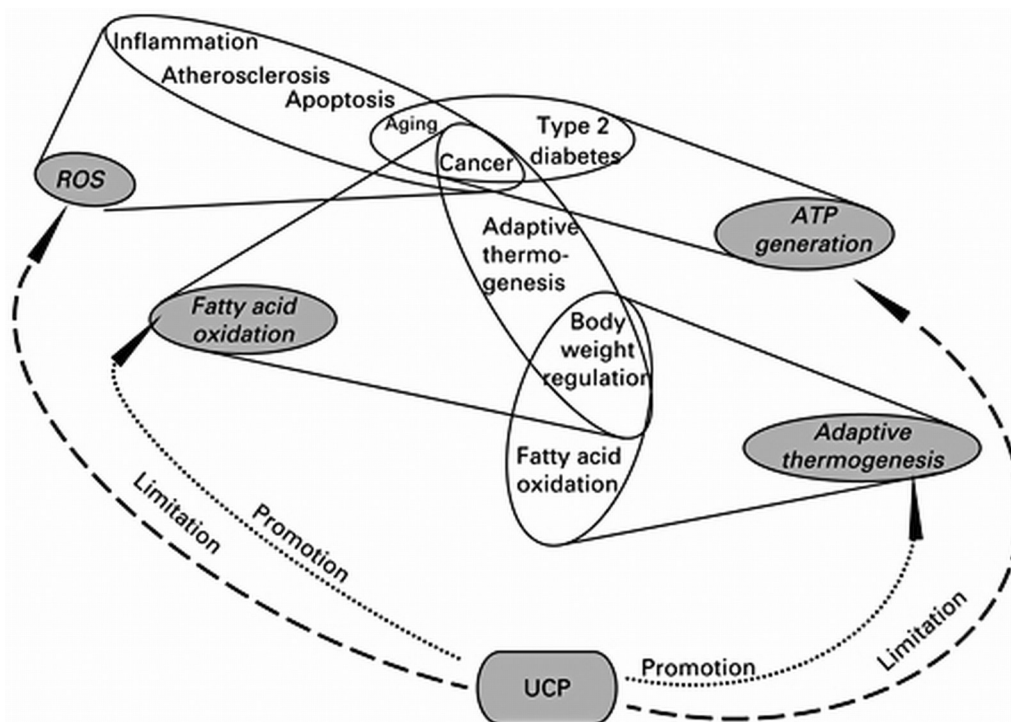 Inflammation
Atherosclerosis
Apoptosis
Aging
Type 2
diabetes
Cancer
ROS
ATP
generation
Adaptive
thermo-
genesis
Fatty acid
oxidation
Body
weight
regulation
Adaptive
thermogenesis
Fatty acid
oxidation
Limitation
Promotion
UCP
Promotion
Limitation